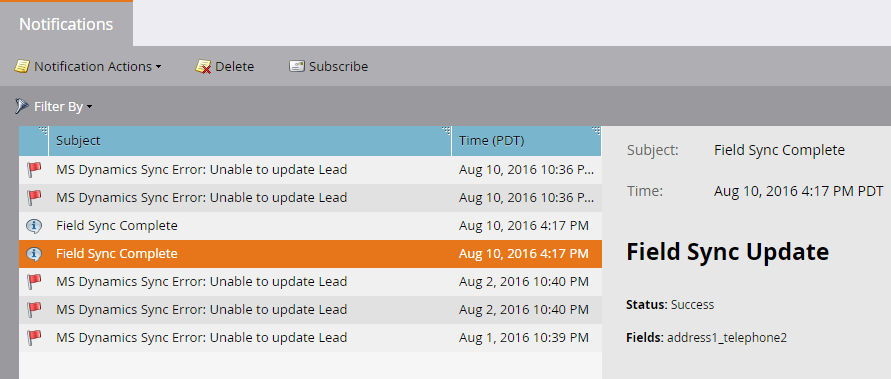 Notifications
Notification Actions Delete Subscribe
Filter By
Subject Time (PDT)
MS Dynamics Sync Error: Unable to update Lead Aug 10, 2016 10:36 P...
MS Dynamics Sync Error: Unable to update Lead Aug 10, 2016 10:36 P...
Field Sync Complete Aug 10, 2016 4:17 PM
Field Sync Complete Aug 10, 2016 4:17 PM
MS Dynamics Sync Error: Unable to update Lead Aug 2, 2016 10:40 PM
MS Dynamics Sync Error: Unable to update Lead Aug 2, 2016 10:40 PM
MS Dynamics Sync Error: Unable to update Lead Aug 1, 2016 10:39 PM
Subject: Field Sync Complete
Time: Aug 10, 2016 4:17 PM PDT
Field Sync Update
Status: Success
Fields: address1_telephone2